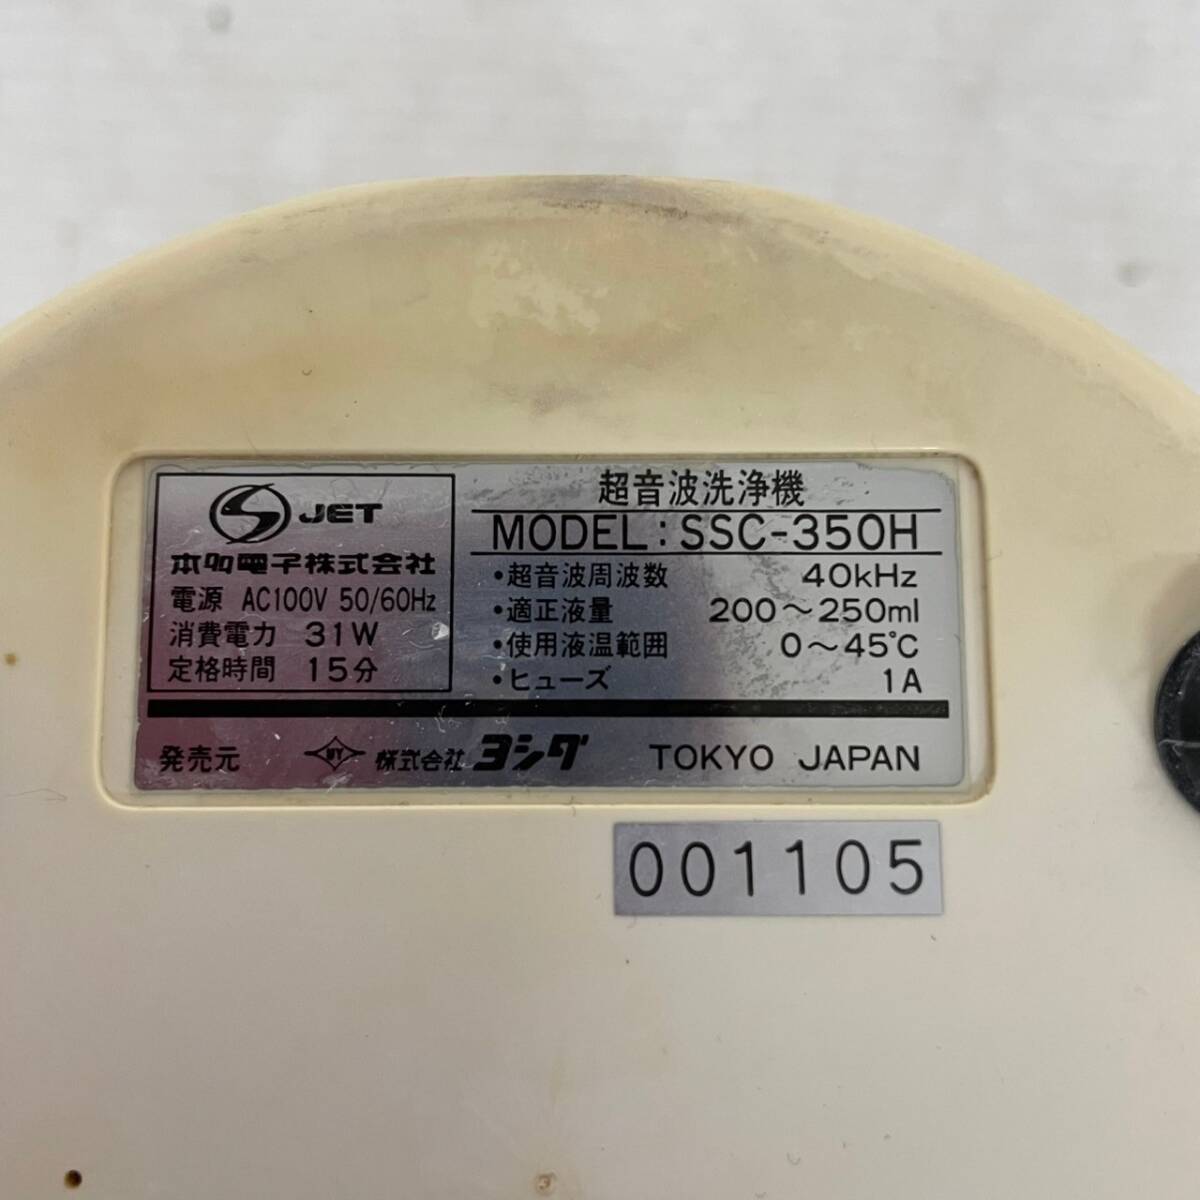 JET
本多電子株式会社
電源 AC100V 50/60Hz
消費電力 31W
定格時間 15分
超音波洗浄機
MODEL:SSC-350H
・超音波周波数 40kHz
・適正液量 200〜250ml
・使用液温範囲 0〜45℃
・ヒューズ 1A
発売元 MY 株式会社ヨシダ TOKYO JAPAN
001105